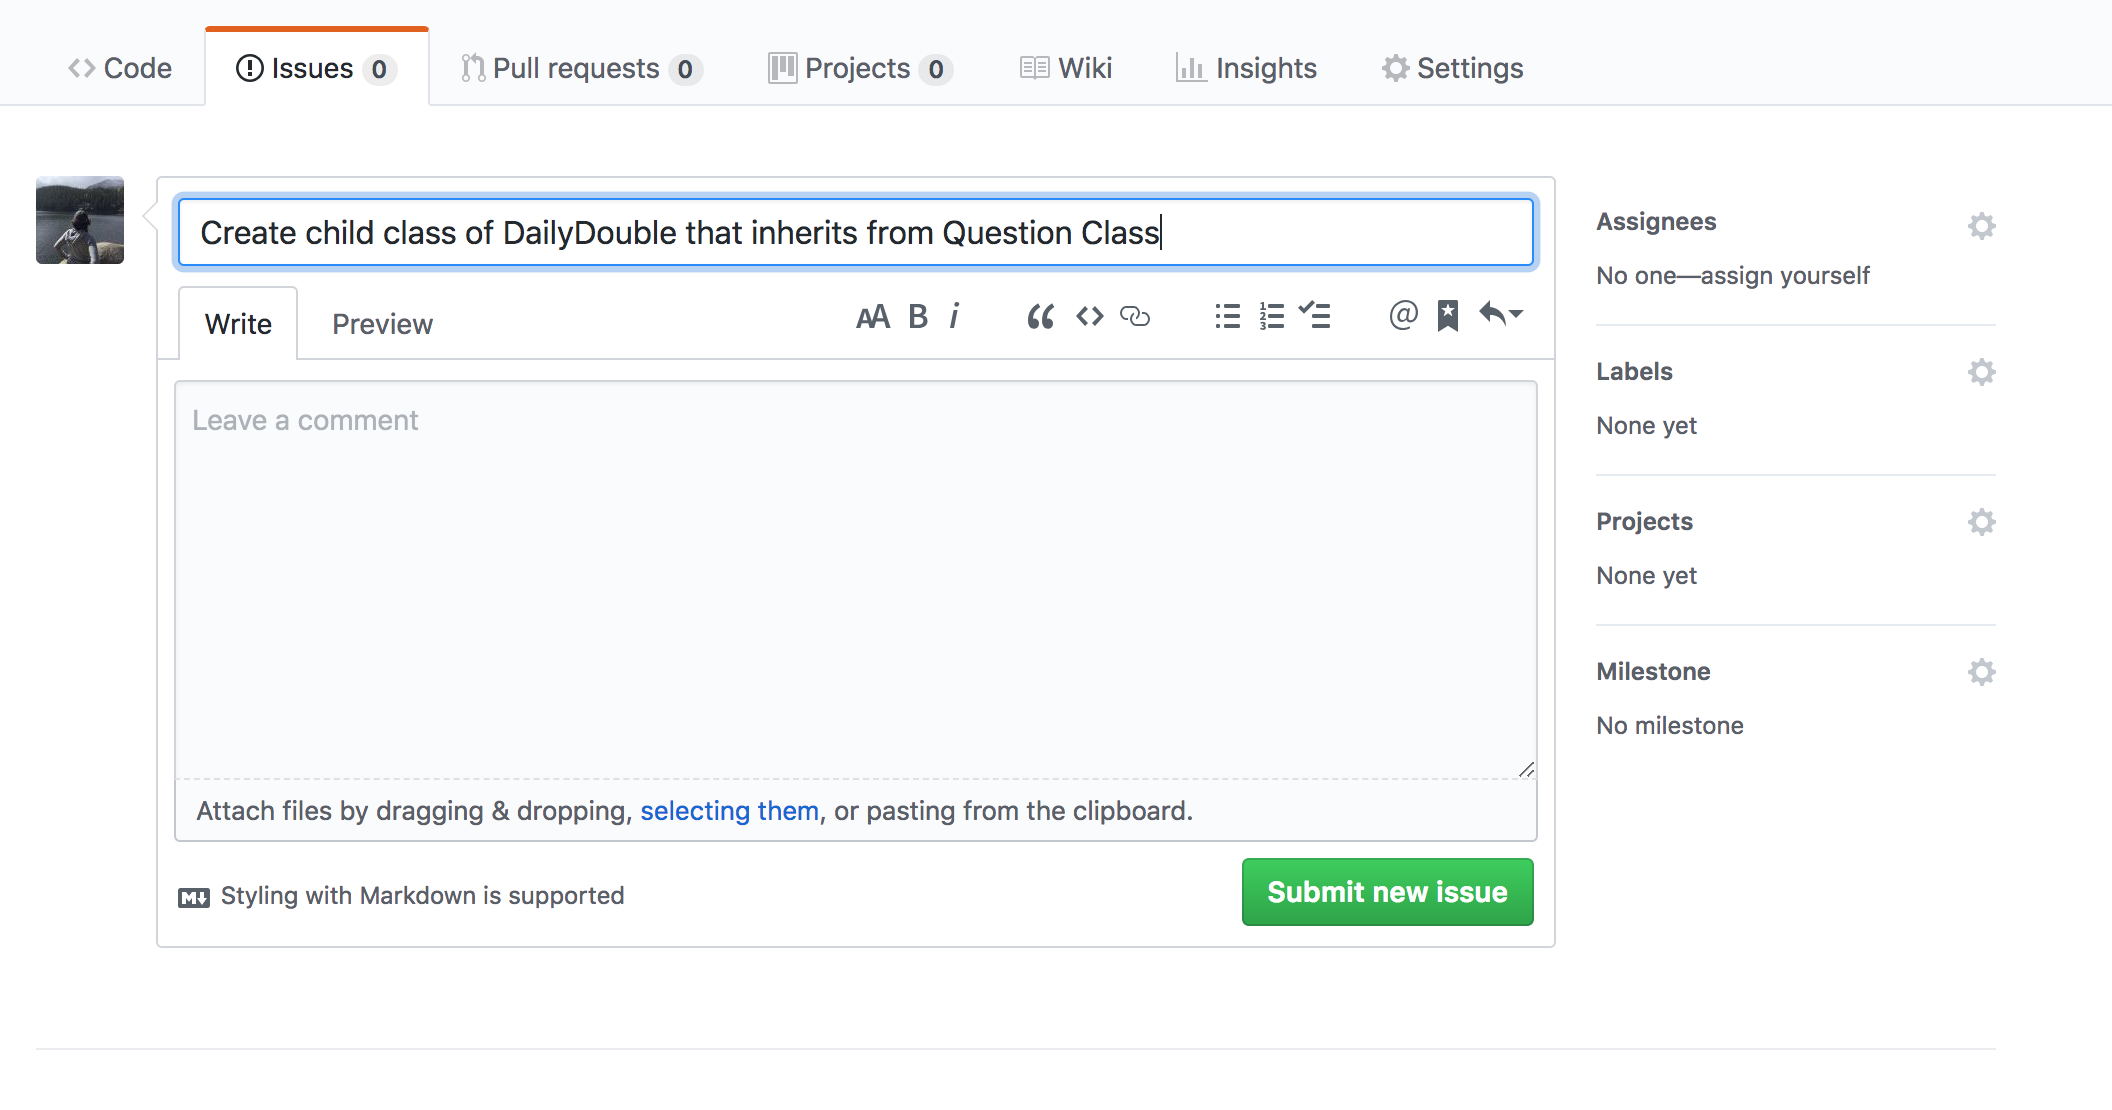 Code Issues 0 Pull requests 0 Projects 0 Wiki Insights Settings
Create child class of DailyDouble that inherits from Question Class
Write Preview AA B i @
Leave a comment
Attach files by dragging & dropping, selecting them, or pasting from the clipboard.
Styling with Markdown is supported
Submit new issue
Assignees
No one—assign yourself
Labels
None yet
Projects
None yet
Milestone
No milestone